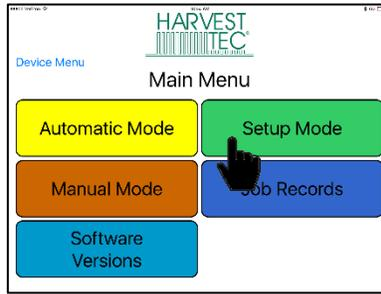 HARVEST
TEC
Device Menu
Main Menu
Automatic Mode
Setup Mode
Manual Mode
Job Records
Software
Versions